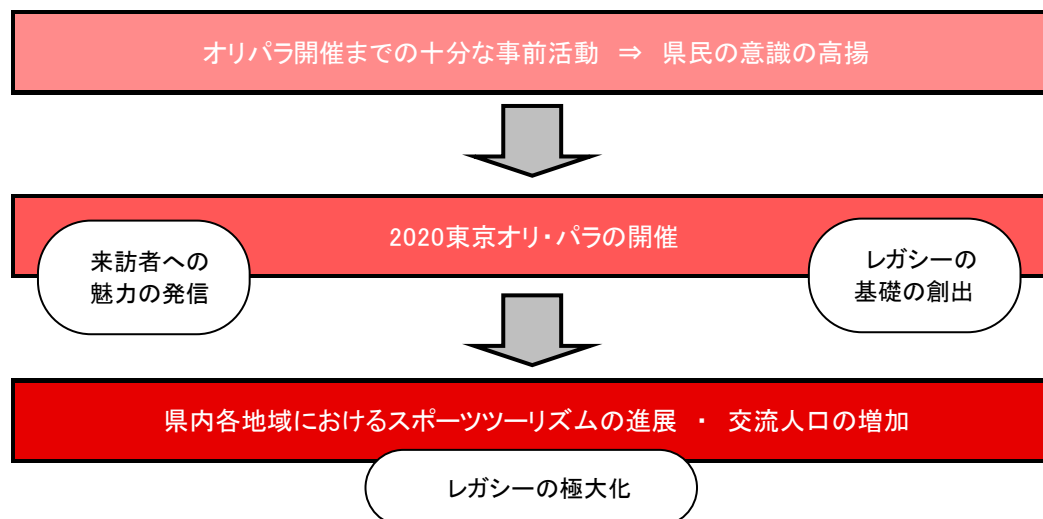 オリパラ開催までの十分な事前活動 ⇒ 県民の意識の高揚
2020東京オリ・パラの開催
来訪者への
魅力の発信
レガシーの
基礎の創出
県内各地域におけるスポーツツーリズムの進展 ・ 交流人口の増加
レガシーの極大化